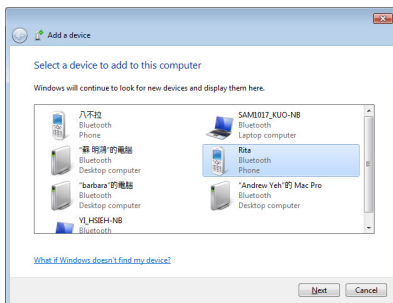 Add a device
Select a device to add to this computer
Windows will continue to look for new devices and display them here.
八不拉
Bluetooth
Phone
SAM1017_KUO-NB
Bluetooth
Laptop computer
"蘇 明鴻"的電腦
Bluetooth
Desktop computer
Rita
Bluetooth
Phone
"barbara"的電腦
Bluetooth
Desktop computer
"Andrew Yeh"的 Mac Pro
Bluetooth
Desktop computer
YI_HSIEH-NB
Bluetooth
What if Windows doesn't find my device?
Next
Cancel